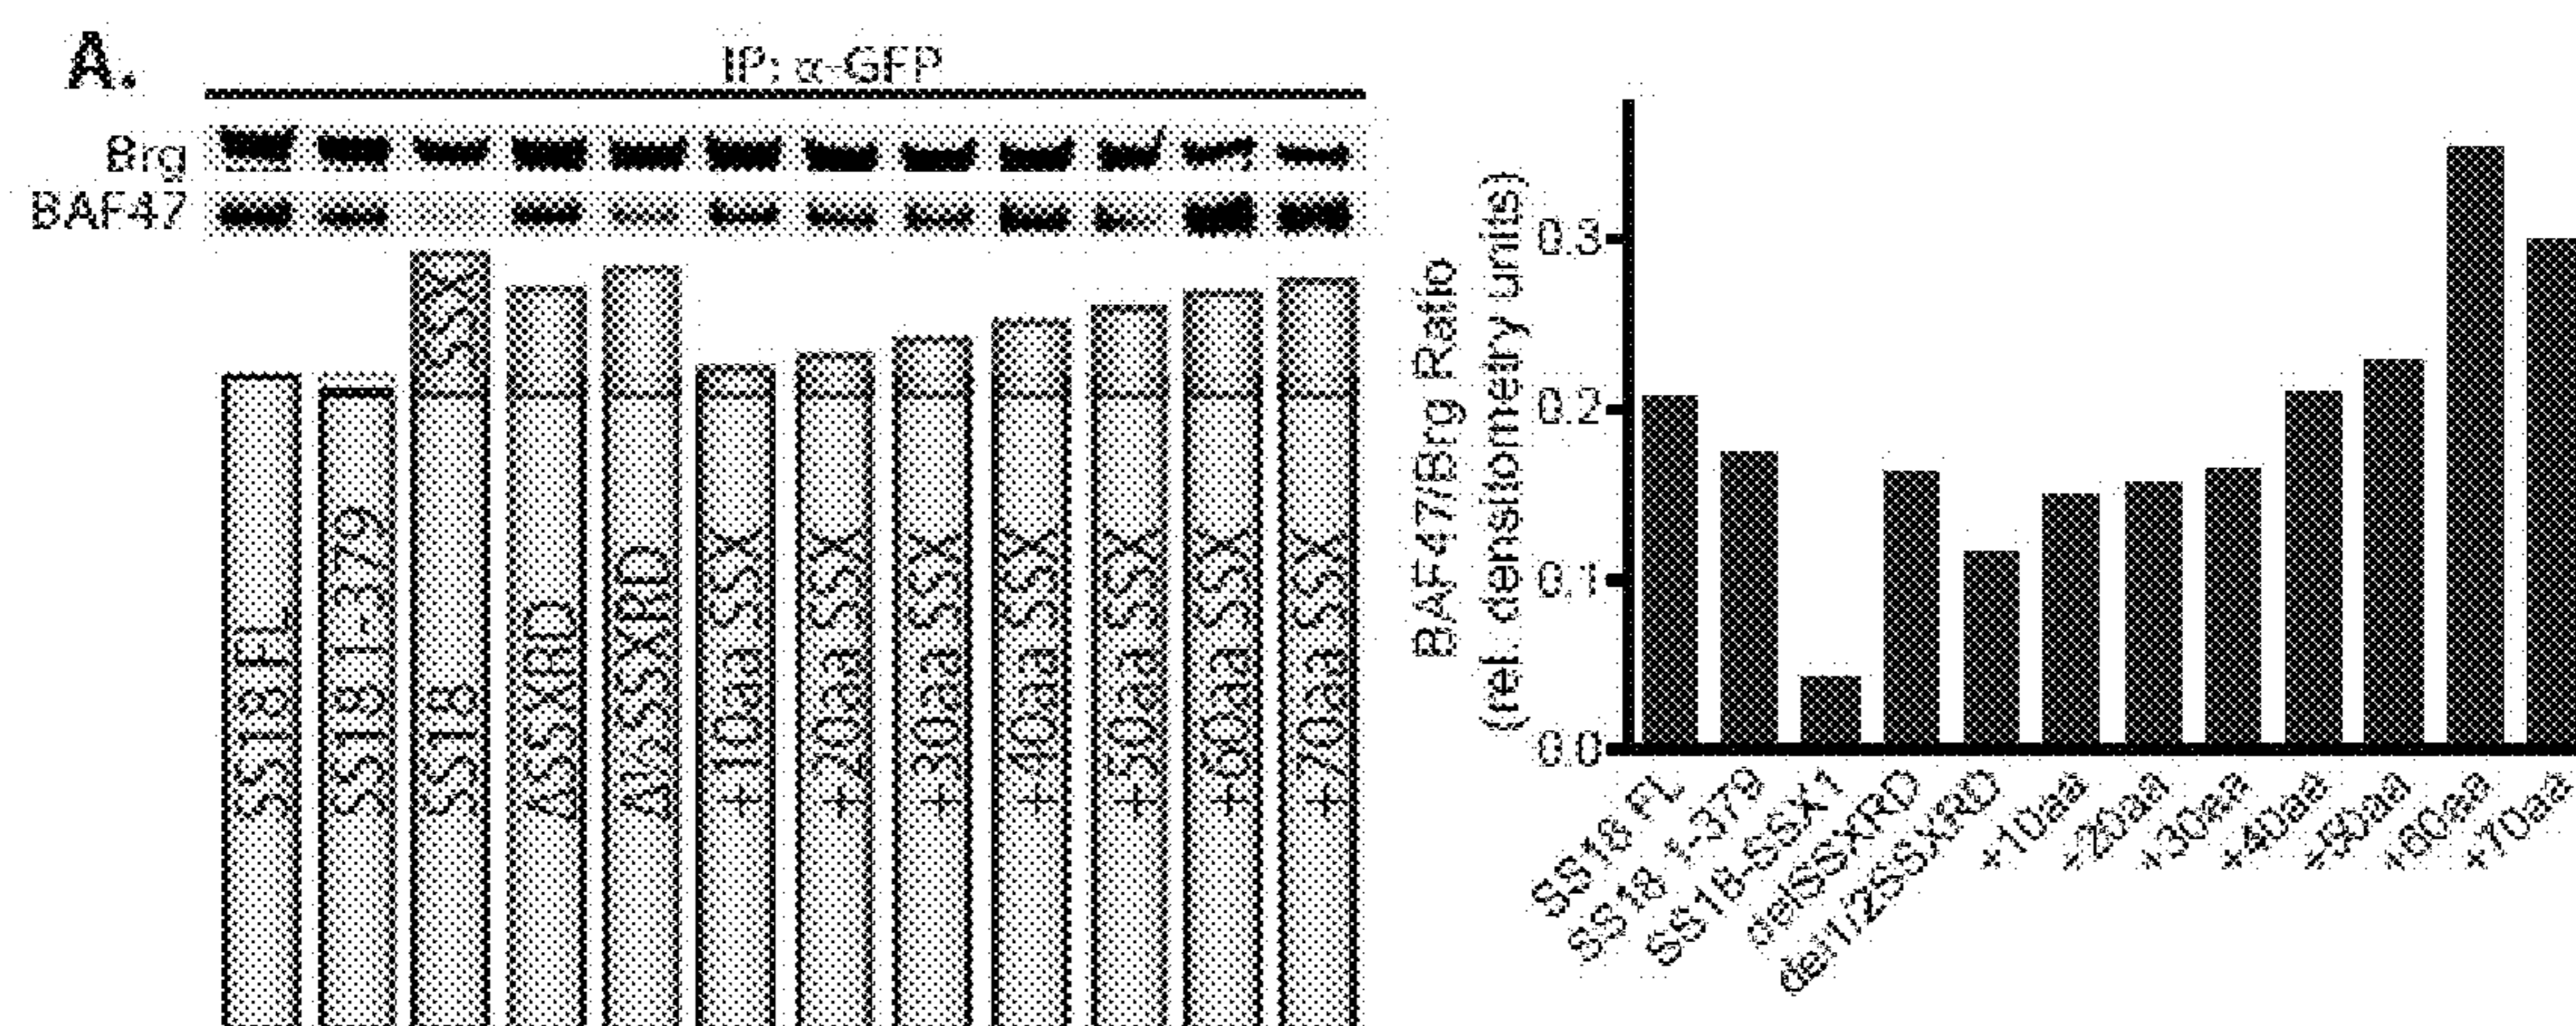 A.
IP: α-GFP
Brg
BAF47
SS18 FL
SS18 1-379
SS18 SSX
ΔSSXRD
Δ½SSXRD
+10aa SSX
+20aa SSX
+30aa SSX
+40aa SSX
+50aa SSX
+60aa SSX
+70aa SSX
BAF47/Brg Ratio
(rel. densitometry units)
0.3
0.2
0.1
0.0
SS18 FL
SS18 1-379
SS18-SSX1
delSSXRD
del1/2SSXRD
+10aa
+20aa
+30aa
+40aa
+50aa
+60aa
+70aa